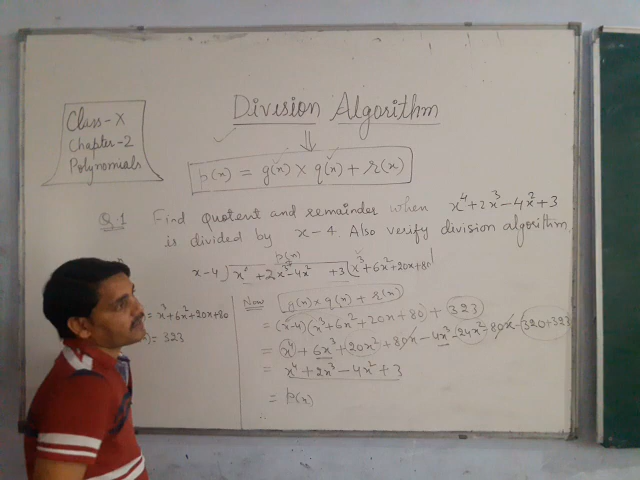 Class-X
Chapter-2
Polynomials
Division Algorithm
⇓
p(x) = g(x) × q(x) + r(x)
Q.1 Find quotent and remainder when x⁴+2x³-4x²+3
is divided by x-4. Also verify division algorithm.
p(x)
x-4) x⁴+2x³-4x² +3 (x³+6x²+20x+80
= x³+6x²+20x+80
= 323
Now g(x) × q(x) + r(x)
= (x-4)(x³+6x²+20x+80) + 323
= x⁴+6x³+20x²+80x-4x³-24x²-80x-320+323
= x⁴+2x³-4x²+3
= p(x)